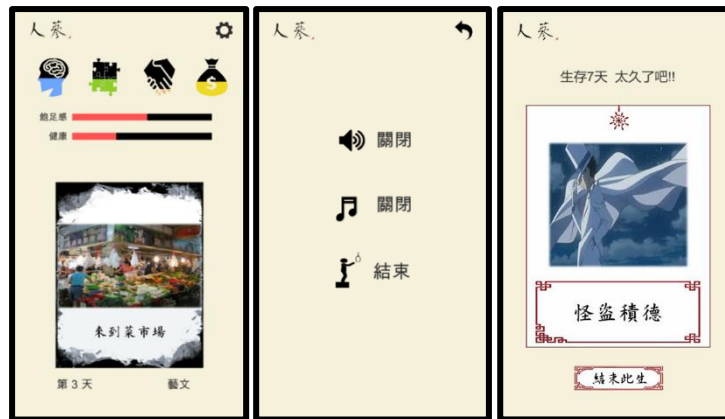 人蔘.
飽足感
健康
來到菜市場
第 3 天 藝文
人蔘.
關閉
關閉
結束
人蔘.
生存7天 太久了吧!!
怪盜積德
結束此生